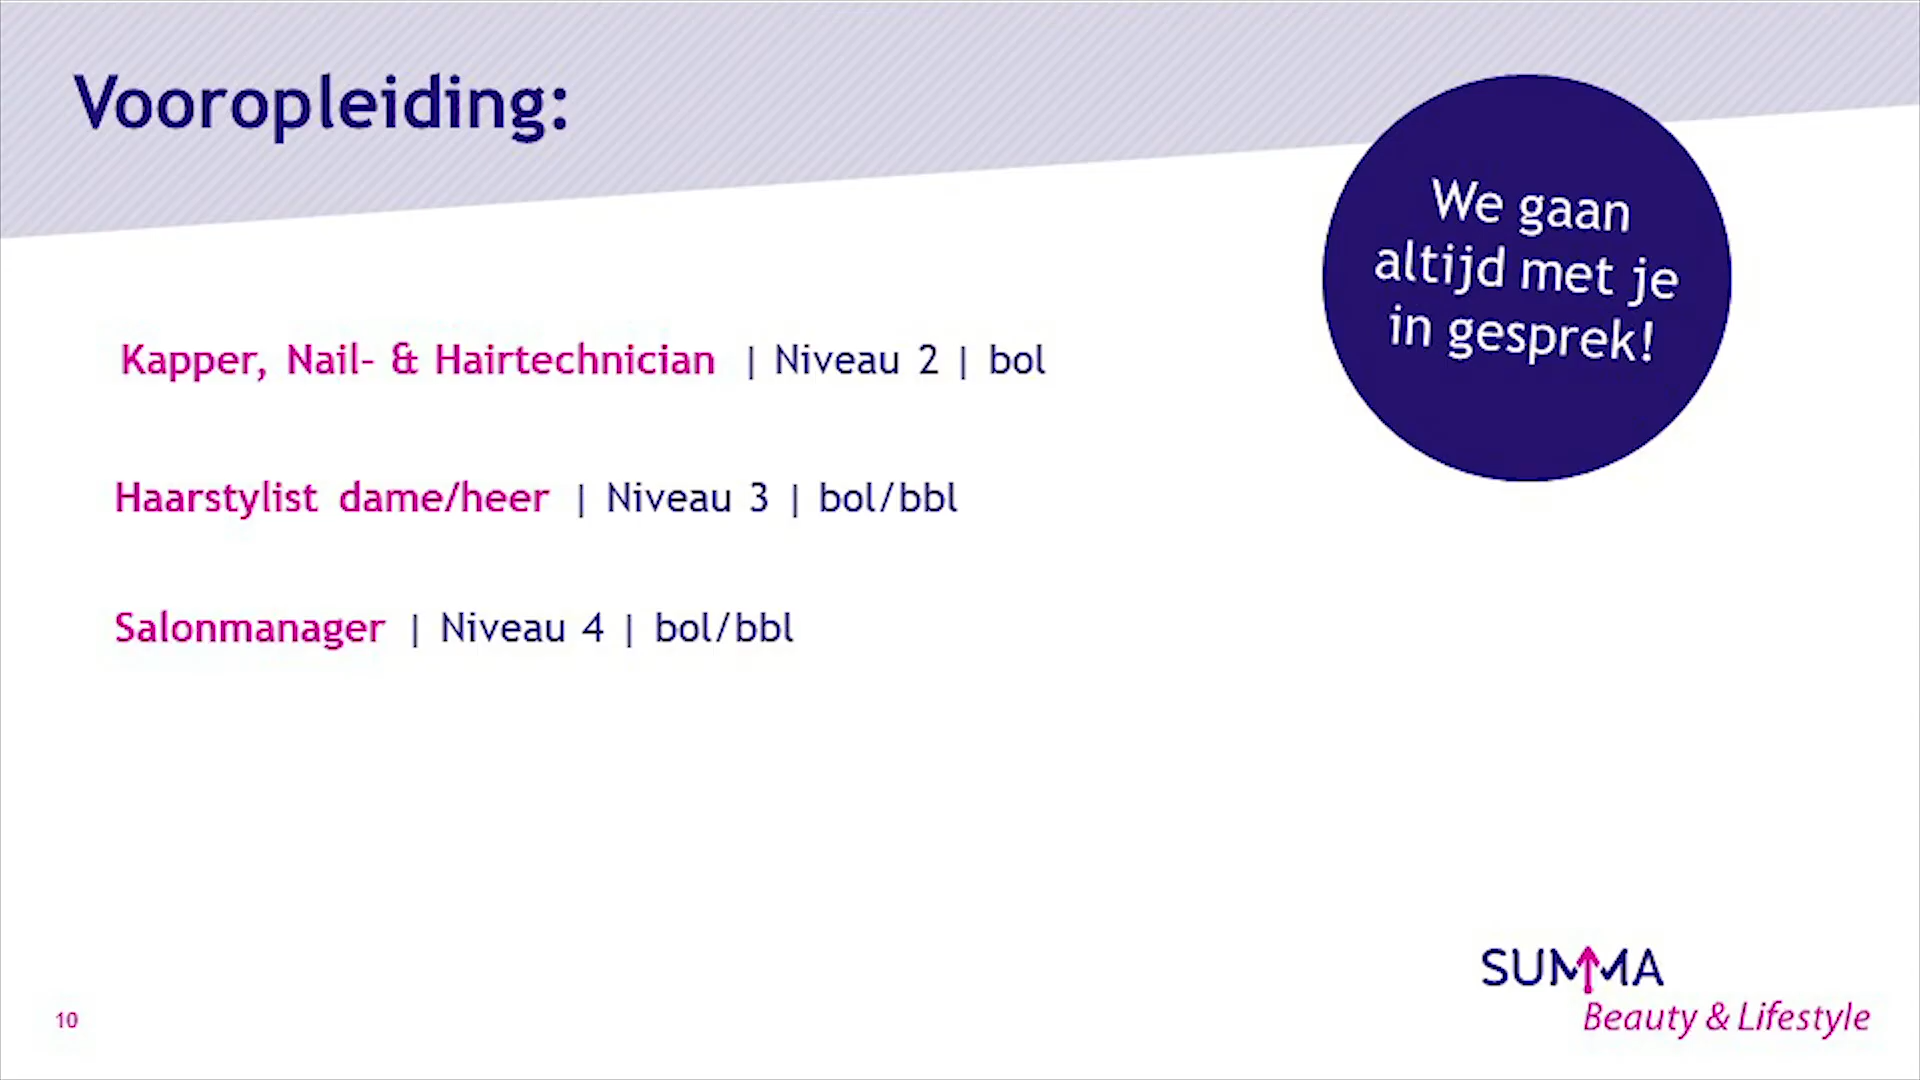 Vooropleiding:
We gaan
altijd met je
in gesprek!
Kapper, Nail- & Hairtechnician | Niveau 2 | bol
Haarstylist dame/heer | Niveau 3 | bol/bbl
Salonmanager | Niveau 4 | bol/bbl
SUMMA
Beauty & Lifestyle
10